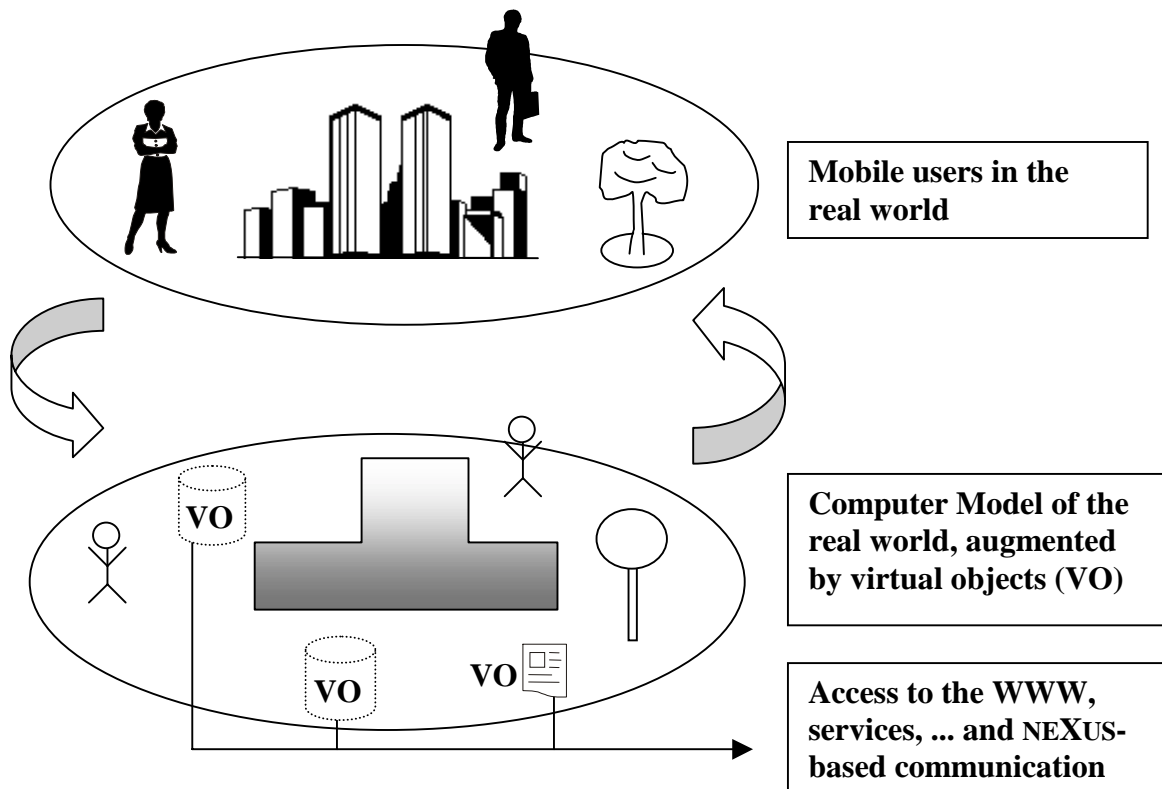 Mobile users in the
real world
VO
Computer Model of the
real world, augmented
by virtual objects (VO)
VO
VO
Access to the WWW,
services, ... and NEXUS-
based communication